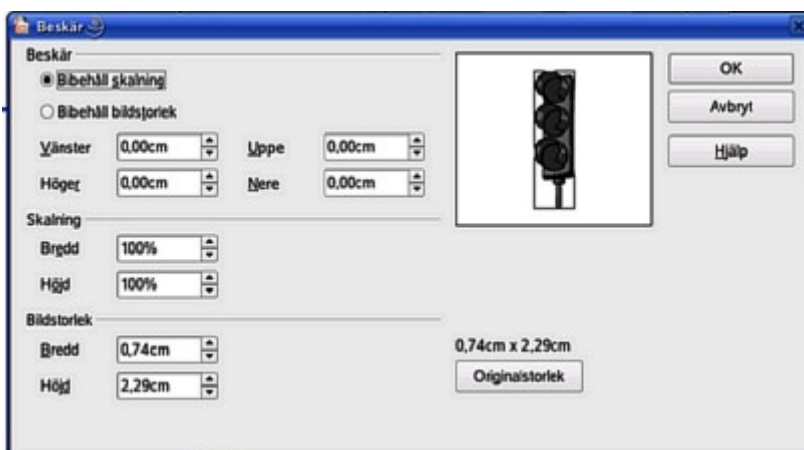 Beskär
Beskär
Bibehåll skalning
Bibehåll bildstorlek
Vänster 0,00cm Uppe 0,00cm
Höger 0,00cm Nere 0,00cm
Skalning
Bredd 100%
Höjd 100%
Bildstorlek
Bredd 0,74cm
Höjd 2,29cm
OK
Avbryt
Hjälp
0,74cm x 2,29cm
Originalstorlek